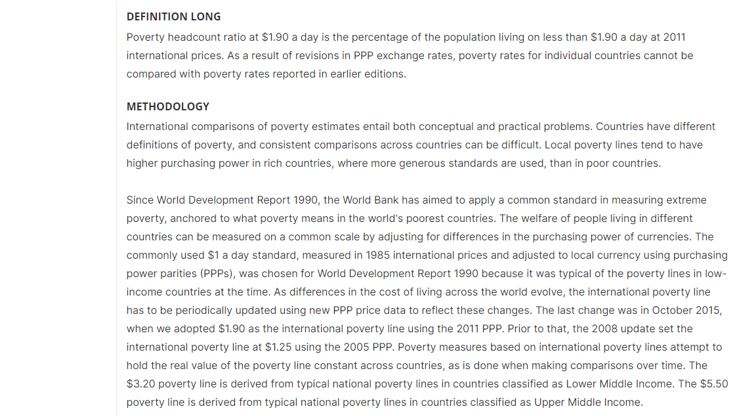 DEFINITION LONG
Poverty headcount ratio at $1.90 a day is the percentage of the population living on less than $1.90 a day at 2011
international prices. As a result of revisions in PPP exchange rates, poverty rates for individual countries cannot be
compared with poverty rates reported in earlier editions.
METHODOLOGY
International comparisons of poverty estimates entail both conceptual and practical problems. Countries have different
definitions of poverty, and consistent comparisons across countries can be difficult. Local poverty lines tend to have
higher purchasing power in rich countries, where more generous standards are used, than in poor countries.
Since World Development Report 1990, the World Bank has aimed to apply a common standard in measuring extreme
poverty, anchored to what poverty means in the world's poorest countries. The welfare of people living in different
countries can be measured on a common scale by adjusting for differences in the purchasing power of currencies. The
commonly used $1 a day standard, measured in 1985 international prices and adjusted to local currency using purchasing
power parities (PPPs), was chosen for World Development Report 1990 because it was typical of the poverty lines in low-
income countries at the time. As differences in the cost of living across the world evolve, the international poverty line
has to be periodically updated using new PPP price data to reflect these changes. The last change was in October 2015,
when we adopted $1.90 as the international poverty line using the 2011 PPP. Prior to that, the 2008 update set the
international poverty line at $1.25 using the 2005 PPP. Poverty measures based on international poverty lines attempt to
hold the real value of the poverty line constant across countries, as is done when making comparisons over time. The
$3.20 poverty line is derived from typical national poverty lines in countries classified as Lower Middle Income. The $5.50
poverty line is derived from typical national poverty lines in countries classified as Upper Middle Income.